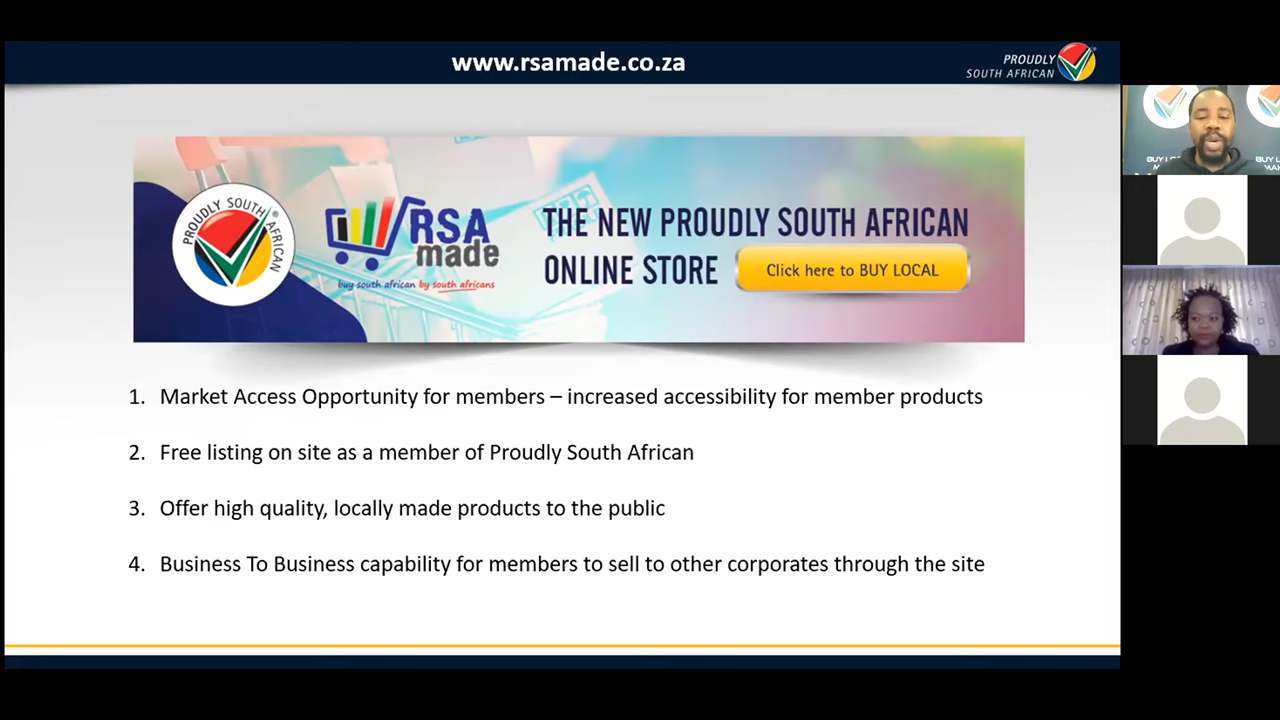 www.rsamade.co.za
PROUDLY
SOUTH AFRICAN
PROUDLY SOUTH AFRICAN
RSA
made
buy south african by south africans
THE NEW PROUDLY SOUTH AFRICAN
ONLINE STORE
Click here to BUY LOCAL
1. Market Access Opportunity for members – increased accessibility for member products
2. Free listing on site as a member of Proudly South African
3. Offer high quality, locally made products to the public
4. Business To Business capability for members to sell to other corporates through the site